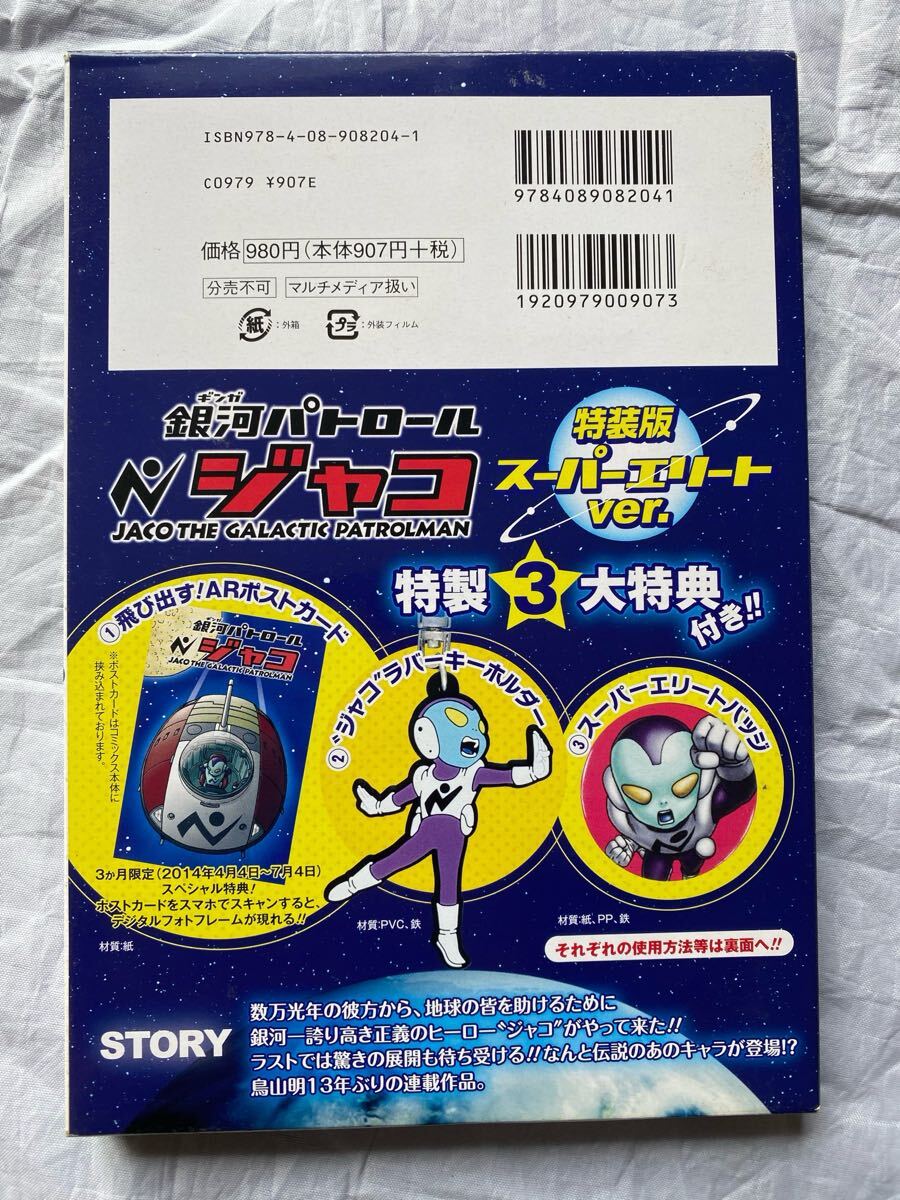 ISBN978-4-08-908204-1
C0979 ¥907E
9784089082041
価格 980円(本体907円+税)
分売不可 マルチメディア扱い
1920979009073
紙:外箱 プラ:外装フィルム
ギンガ
銀河パトロール
ジャコ
JACO THE GALACTIC PATROLMAN
特装版
スーパーエリート
ver.
特製3大特典
付き!!
①飛び出す!ARポストカード
※ポストカードはコミックス本体に
挟み込まれております。
銀河パトロール
ジャコ
JACO THE GALACTIC PATROLMAN
3か月限定(2014年4月4日~7月4日)
スペシャル特典!
ポストカードをスマホでスキャンすると、
デジタルフォトフレームが現れる!!
材質:紙
②“ジャコ”ラバーキーホルダー
材質:PVC、鉄
③スーパーエリートバッジ
材質:紙、PP、鉄
それぞれの使用方法等は裏面へ!!
STORY
数万光年の彼方から、地球の皆を助けるために
銀河一誇り高き正義のヒーロー“ジャコ”がやって来た!!
ラストでは驚きの展開も待ち受ける!!なんと伝説のあのキャラが登場!?
鳥山明13年ぶりの連載作品。